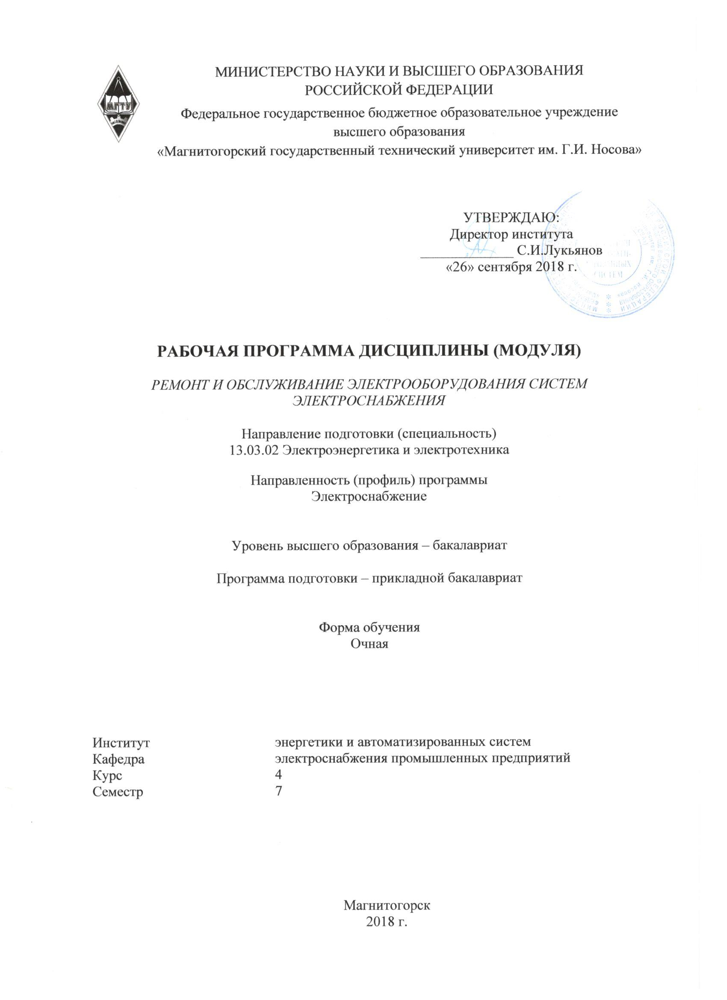 МИНИСТЕРСТВО НАУКИ И ВЫСШЕГО ОБРАЗОВАНИЯ
РОССИЙСКОЙ ФЕДЕРАЦИИ
Федеральное государственное бюджетное образовательное учреждение
высшего образования
«Магнитогорский государственный технический университет им. Г.И. Носова»
МГТУ
УТВЕРЖДАЮ:
Директор института
С.И.Лукьянов
«26» сентября 2018 г.
РАБОЧАЯ ПРОГРАММА ДИСЦИПЛИНЫ (МОДУЛЯ)
РЕМОНТ И ОБСЛУЖИВАНИЕ ЭЛЕКТРООБОРУДОВАНИЯ СИСТЕМ
ЭЛЕКТРОСНАБЖЕНИЯ
Направление подготовки (специальность)
13.03.02 Электроэнергетика и электротехника
Направленность (профиль) программы
Электроснабжение
Уровень высшего образования – бакалавриат
Программа подготовки – прикладной бакалавриат
Форма обучения
Очная
Институт энергетики и автоматизированных систем
Кафедра электроснабжения промышленных предприятий
Курс 4
Семестр 7
Магнитогорск
2018 г.